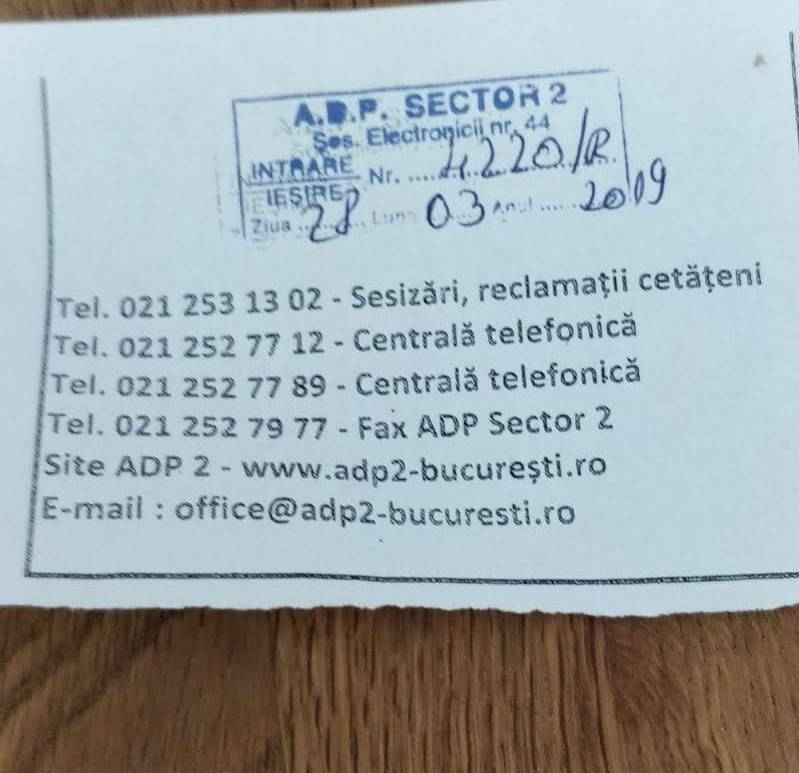 A.D.P. SECTOR 2
Șos. Electronicii nr. 44
INTRARE
IEȘIRE
Nr. .....4220/R.
Ziua ...28 Luna 03 Anul ..... 2019
Tel. 021 253 13 02 - Sesizări, reclamații cetățeni
Tel. 021 252 77 12 - Centrală telefonică
Tel. 021 252 77 89 - Centrală telefonică
Tel. 021 252 79 77 - Fax ADP Sector 2
Site ADP 2 - www.adp2-bucurești.ro
E-mail : office@adp2-bucuresti.ro